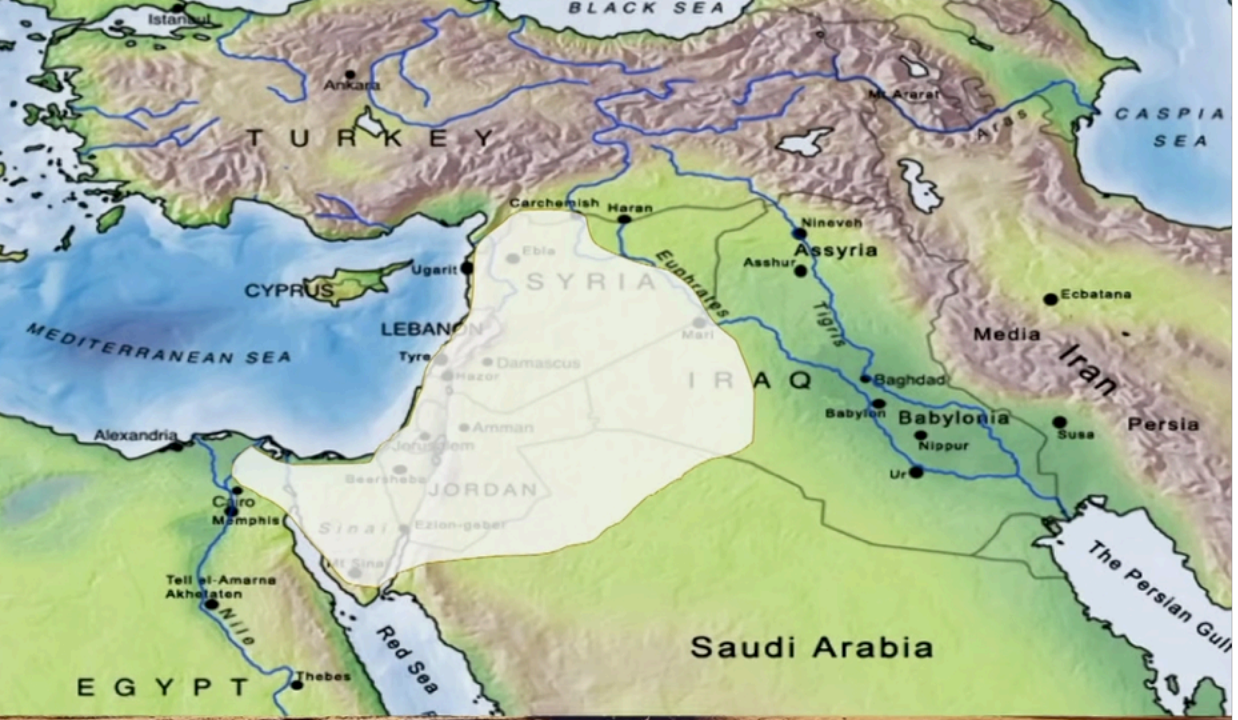 BLACK SEA
Istanbul
Ankara
TURKEY
Mt Ararat
Aras
CASPIA
SEA
Carchemish
Haran
Nineveh
Assyria
Asshur
Ebla
Ugarit
SYRIA
Euphrates
CYPRUS
Ecbatana
MEDITERRANEAN SEA
LEBANON
Mari
Tigris
Media
Iran
Tyre
Damascus
Hazor
IRAQ
Baghdad
Babylon
Babylonia
Persia
Amman
Alexandria
Jerusalem
Nippur
Susa
Beersheba
Ur
JORDAN
Cairo
Memphis
Sinai
Ezion-geber
Mt Sinai
The Persian Gulf
Tell el-Amarna
Akhetaten
Nile
Red Sea
Saudi Arabia
EGYPT
Thebes